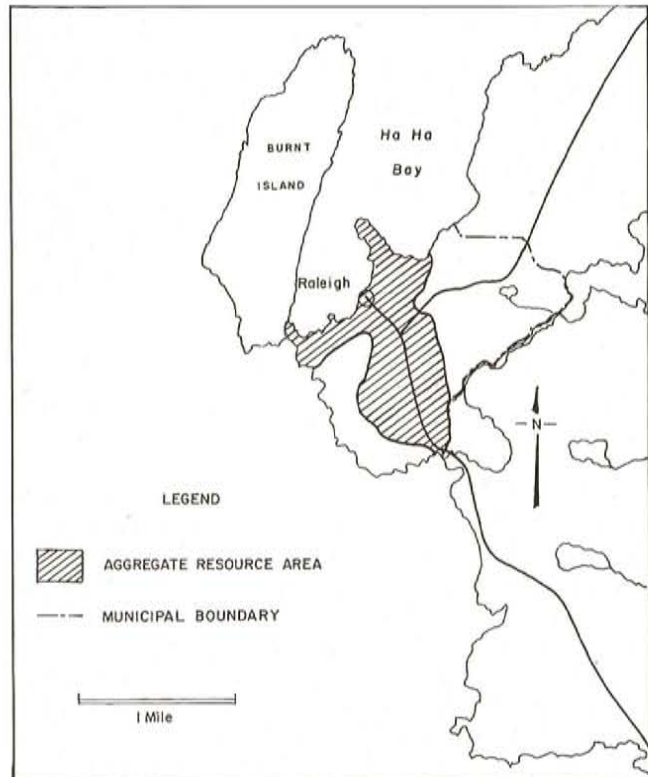 Ha Ha
Bay
BURNT
ISLAND
Raleigh
N
LEGEND
AGGREGATE RESOURCE AREA
MUNICIPAL BOUNDARY
1 Mile